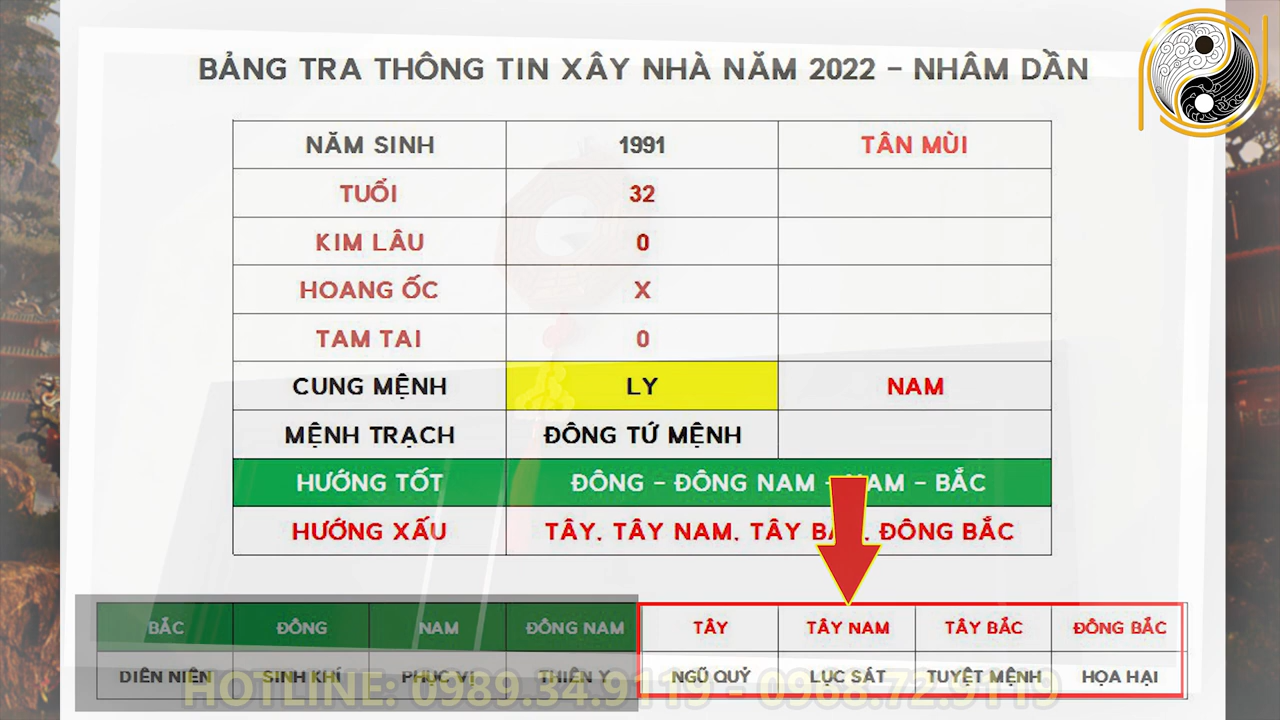 BẢNG TRA THÔNG TIN XÂY NHÀ NĂM 2022 - NHÂM DẦN
NĂM SINH 1991 TÂN MÙI
TUỔI 32
KIM LÂU 0
HOANG ỐC X
TAM TAI 0
CUNG MỆNH LY NAM
MỆNH TRẠCH ĐÔNG TỨ MỆNH
HƯỚNG TỐT ĐÔNG - ĐÔNG NAM - NAM - BẮC
HƯỚNG XẤU TÂY, TÂY NAM, TÂY BẮC, ĐÔNG BẮC
BẮC ĐÔNG NAM ĐÔNG NAM TÂY TÂY NAM TÂY BẮC ĐÔNG BẮC
DIÊN NIÊN SINH KHÍ PHỤC VỊ THIÊN Y NGŨ QUỶ LỤC SÁT TUYỆT MỆNH HỌA HẠI
HOTLINE: 0989.34.9119 - 0968.72.9119